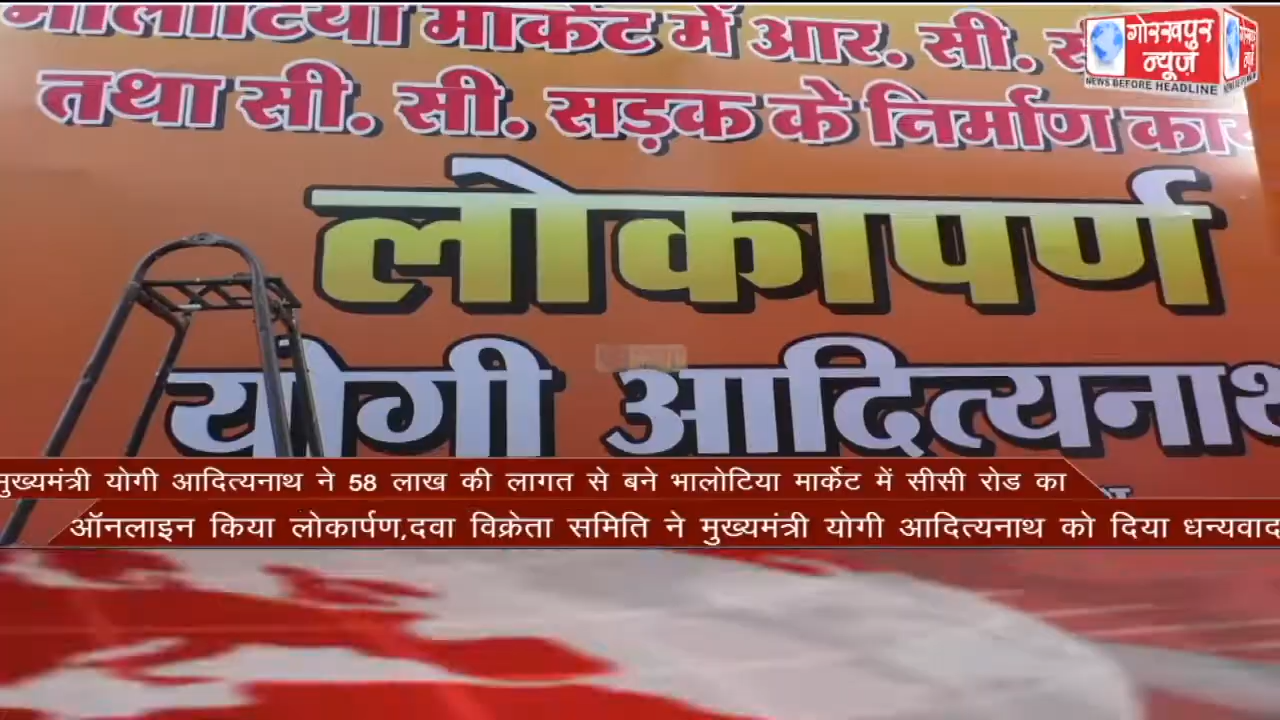 भालोटिया मार्केट में आर. सी. सी.
तथा सी. सी. सड़क के निर्माण कार्य
लोकार्पण
योगी आदित्यनाथ
गोरखपुर
न्यूज़
NEWS BEFORE HEADLINE
मुख्यमंत्री योगी आदित्यनाथ ने 58 लाख की लागत से बने भालोटिया मार्केट में सीसी रोड का
ऑनलाइन किया लोकार्पण,दवा विक्रेता समिति ने मुख्यमंत्री योगी आदित्यनाथ को दिया धन्यवाद